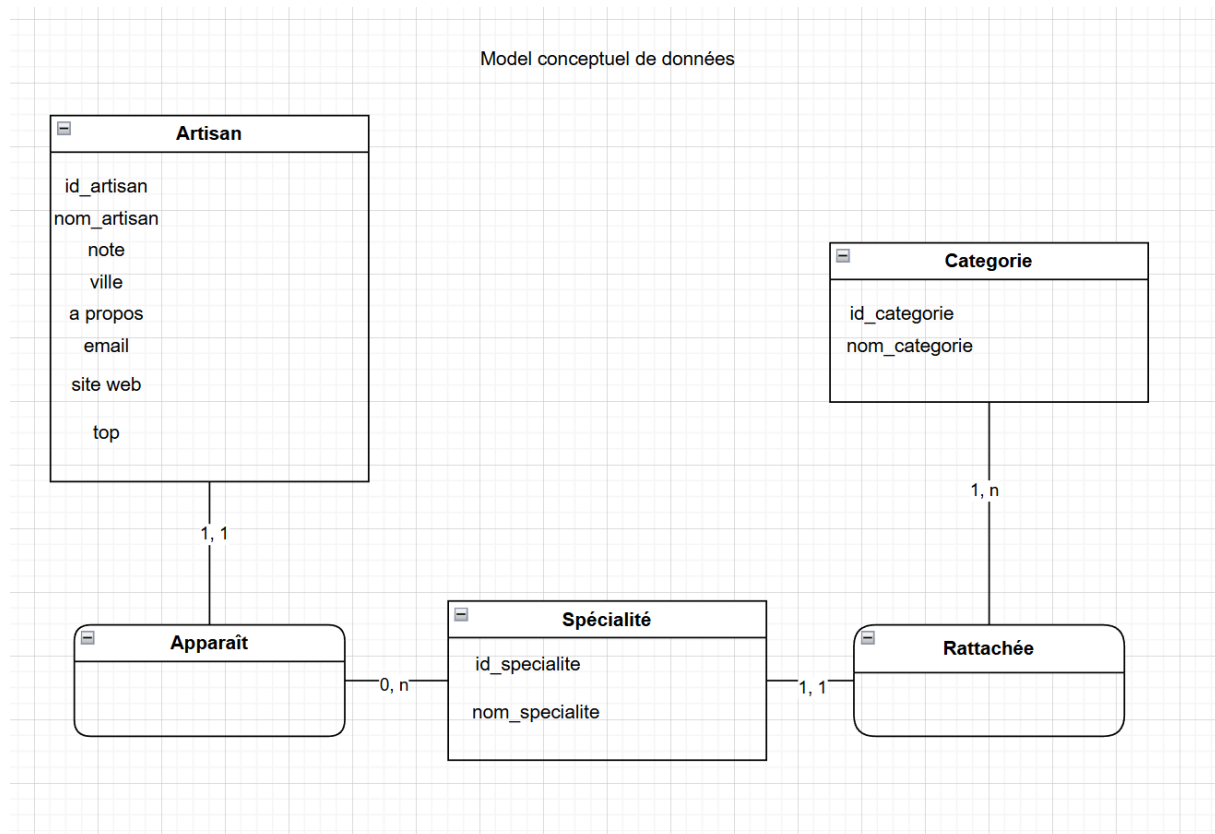 Model conceptuel de données
Artisan
id_artisan
nom_artisan
note
ville
a propos
email
site web
top
Categorie
id_categorie
nom_categorie
1, 1
1, n
Apparaît
0, n
Spécialité
id_specialite
nom_specialite
1, 1
Rattachée